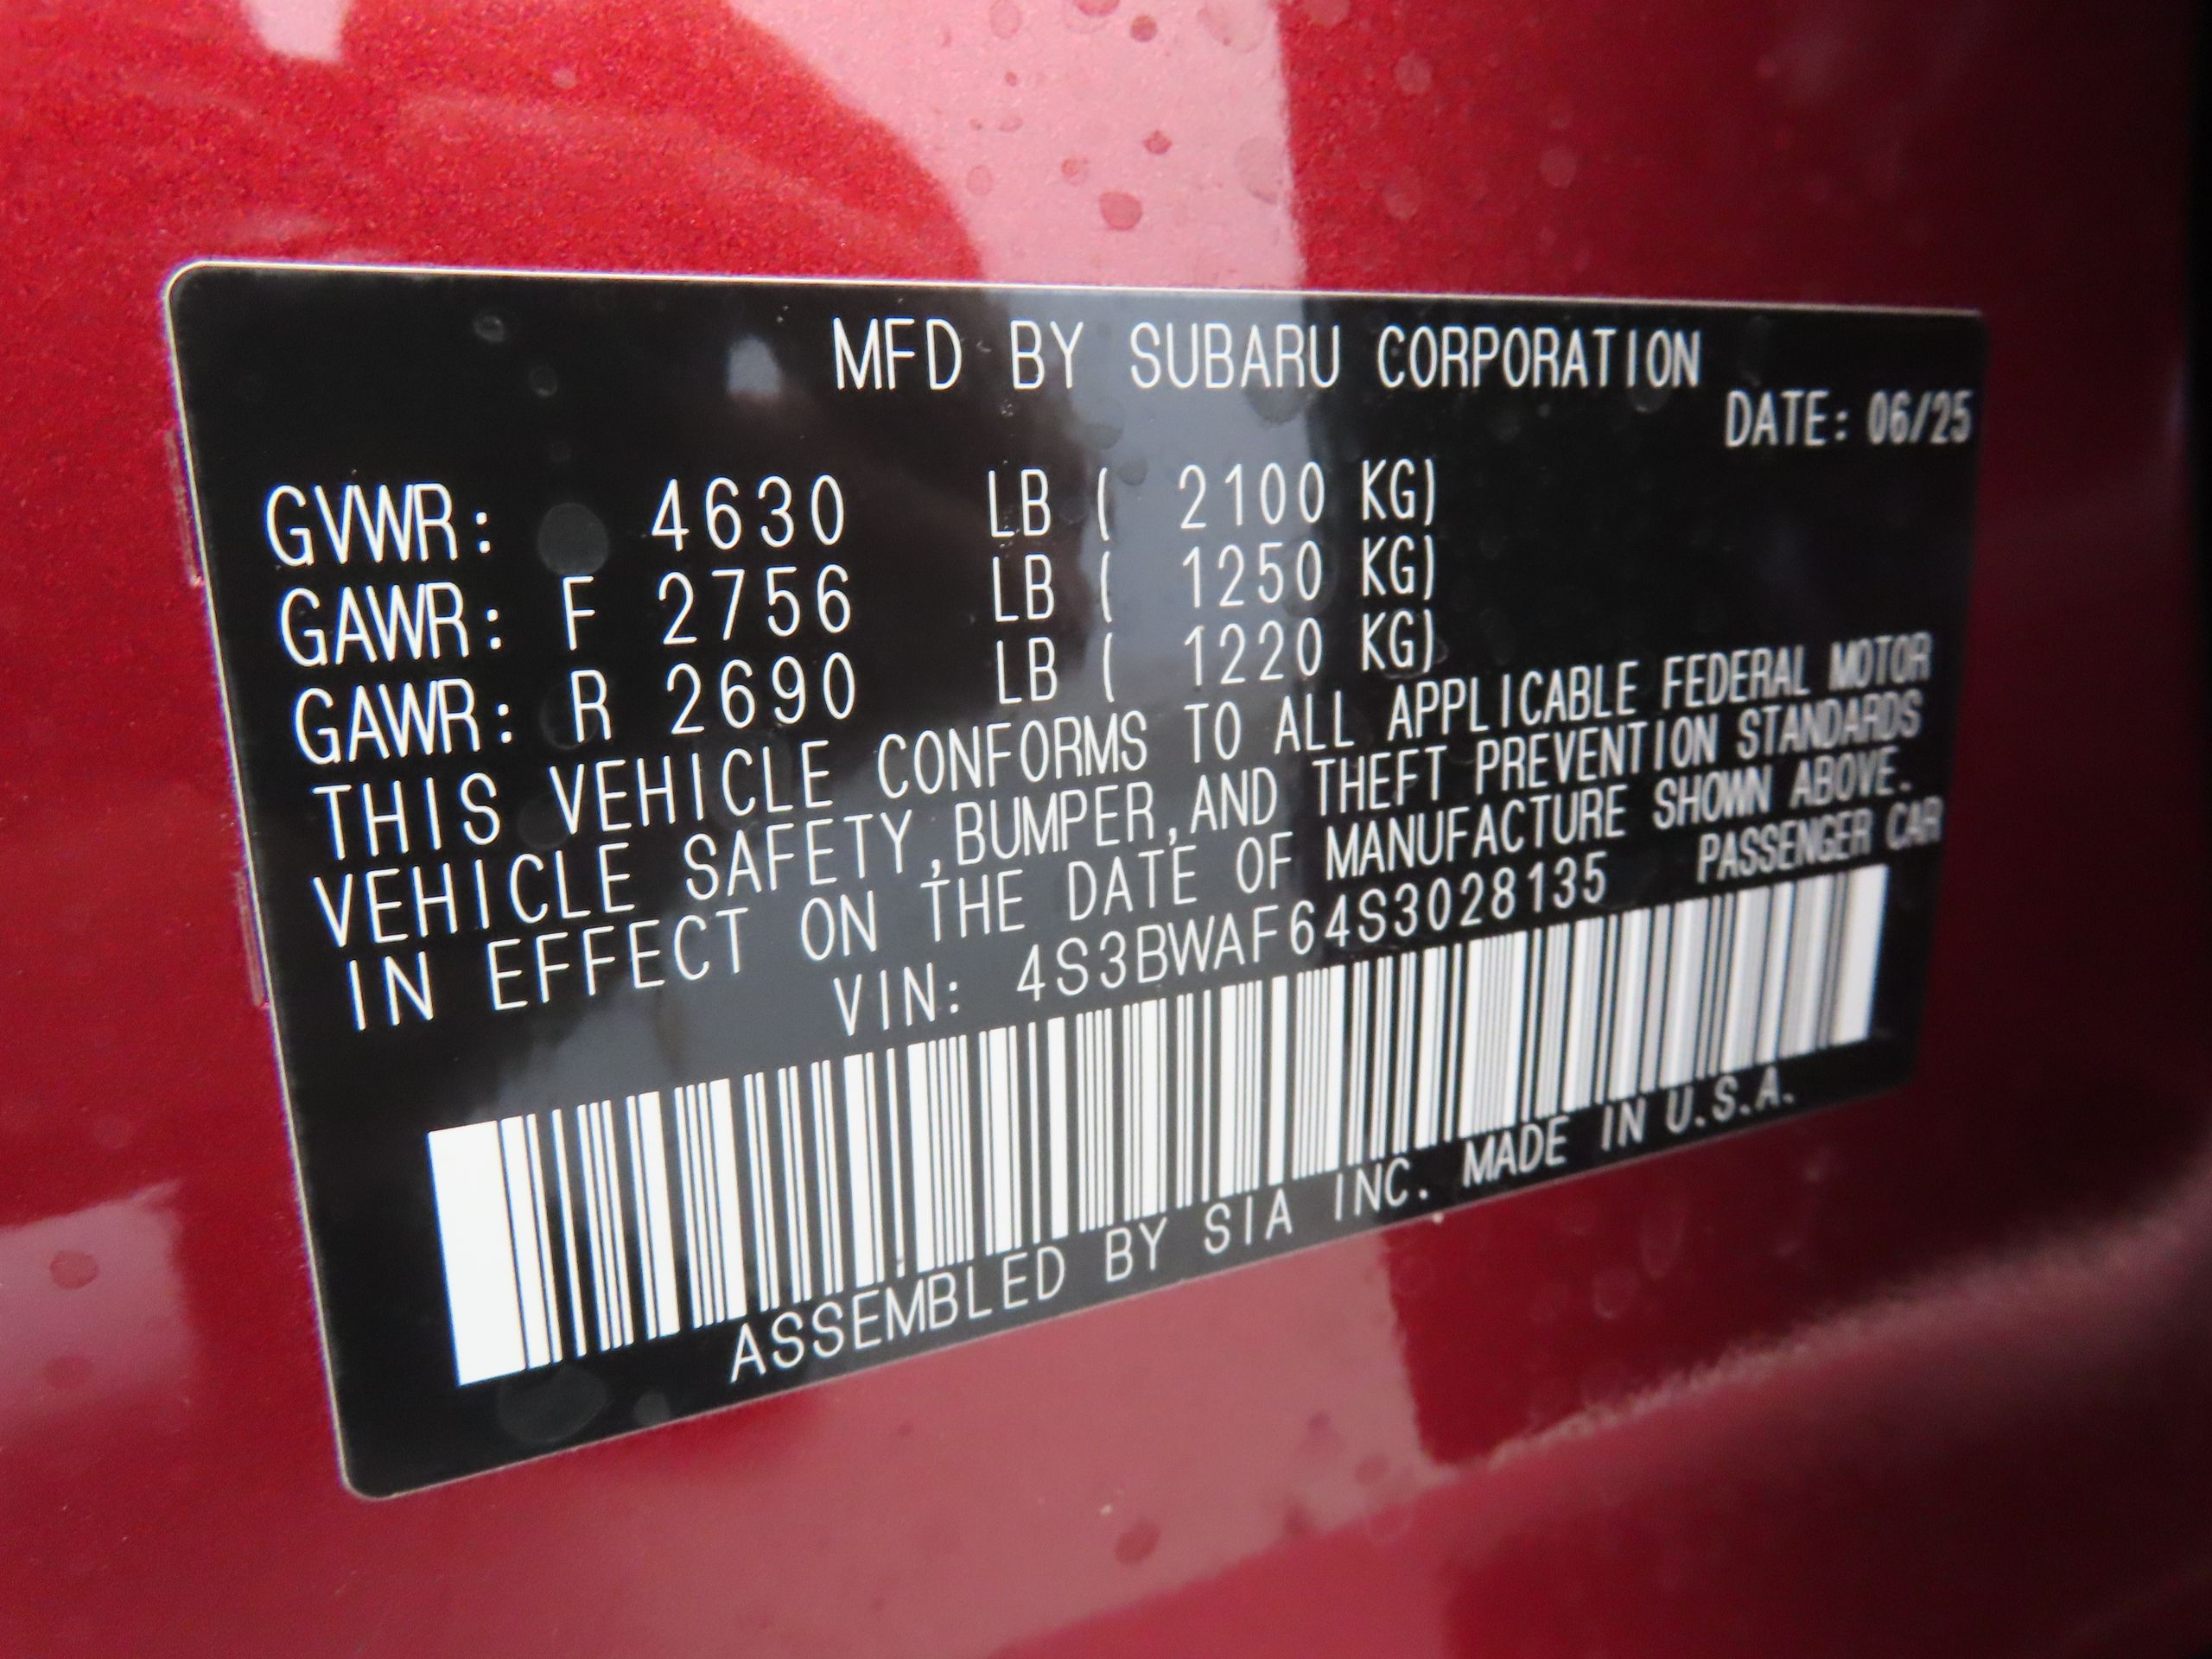 MFD BY SUBARU CORPORATION
DATE: 06/25
GVWR: 4630 LB ( 2100 KG)
GAWR: F 2756 LB ( 1250 KG)
GAWR: R 2690 LB ( 1220 KG)
THIS VEHICLE CONFORMS TO ALL APPLICABLE FEDERAL MOTOR
VEHICLE SAFETY,BUMPER,AND THEFT PREVENTION STANDARDS
IN EFFECT ON THE DATE OF MANUFACTURE SHOWN ABOVE.
VIN: 4S3BWAF64S3028135 PASSENGER CAR
ASSEMBLED BY SIA INC. MADE IN U.S.A.